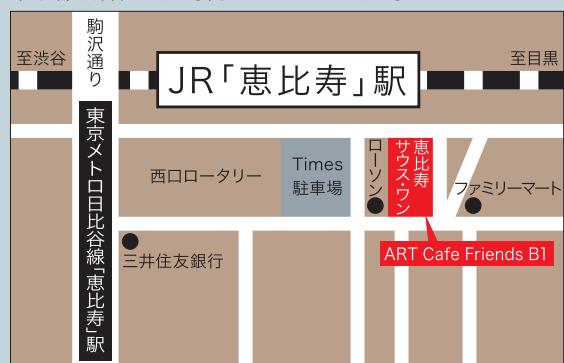 駒沢通り
至渋谷
至目黒
JR「恵比寿」駅
東京メトロ日比谷線「恵比寿」駅
西口ロータリー
Times
駐車場
ローソン
恵比寿
サウス・ワン
ファミリーマート
三井住友銀行
ART Cafe Friends B1